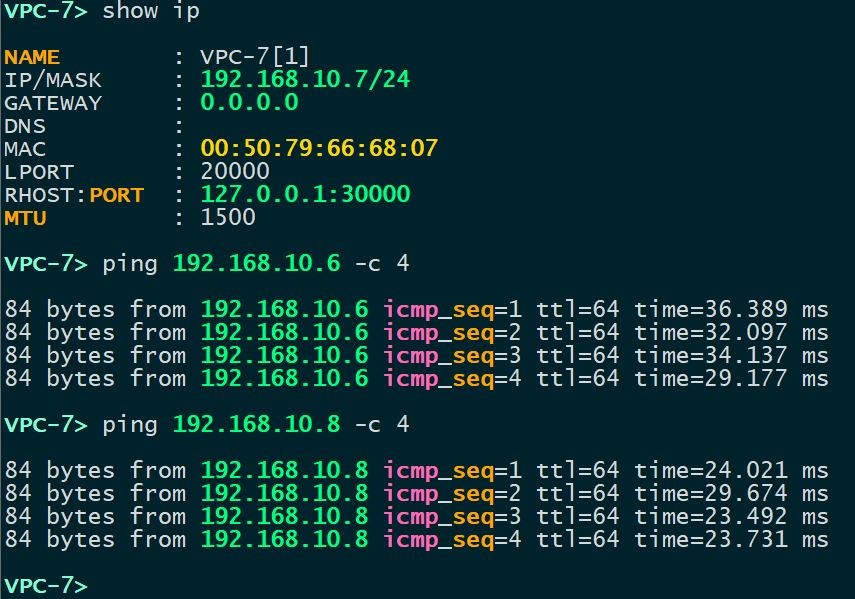 VPC-7> show ip
NAME : VPC-7[1]
IP/MASK : 192.168.10.7/24
GATEWAY : 0.0.0.0
DNS :
MAC : 00:50:79:66:68:07
LPORT : 20000
RHOST:PORT : 127.0.0.1:30000
MTU : 1500
VPC-7> ping 192.168.10.6 -c 4
84 bytes from 192.168.10.6 icmp_seq=1 ttl=64 time=36.389 ms
84 bytes from 192.168.10.6 icmp_seq=2 ttl=64 time=32.097 ms
84 bytes from 192.168.10.6 icmp_seq=3 ttl=64 time=34.137 ms
84 bytes from 192.168.10.6 icmp_seq=4 ttl=64 time=29.177 ms
VPC-7> ping 192.168.10.8 -c 4
84 bytes from 192.168.10.8 icmp_seq=1 ttl=64 time=24.021 ms
84 bytes from 192.168.10.8 icmp_seq=2 ttl=64 time=29.674 ms
84 bytes from 192.168.10.8 icmp_seq=3 ttl=64 time=23.492 ms
84 bytes from 192.168.10.8 icmp_seq=4 ttl=64 time=23.731 ms
VPC-7>